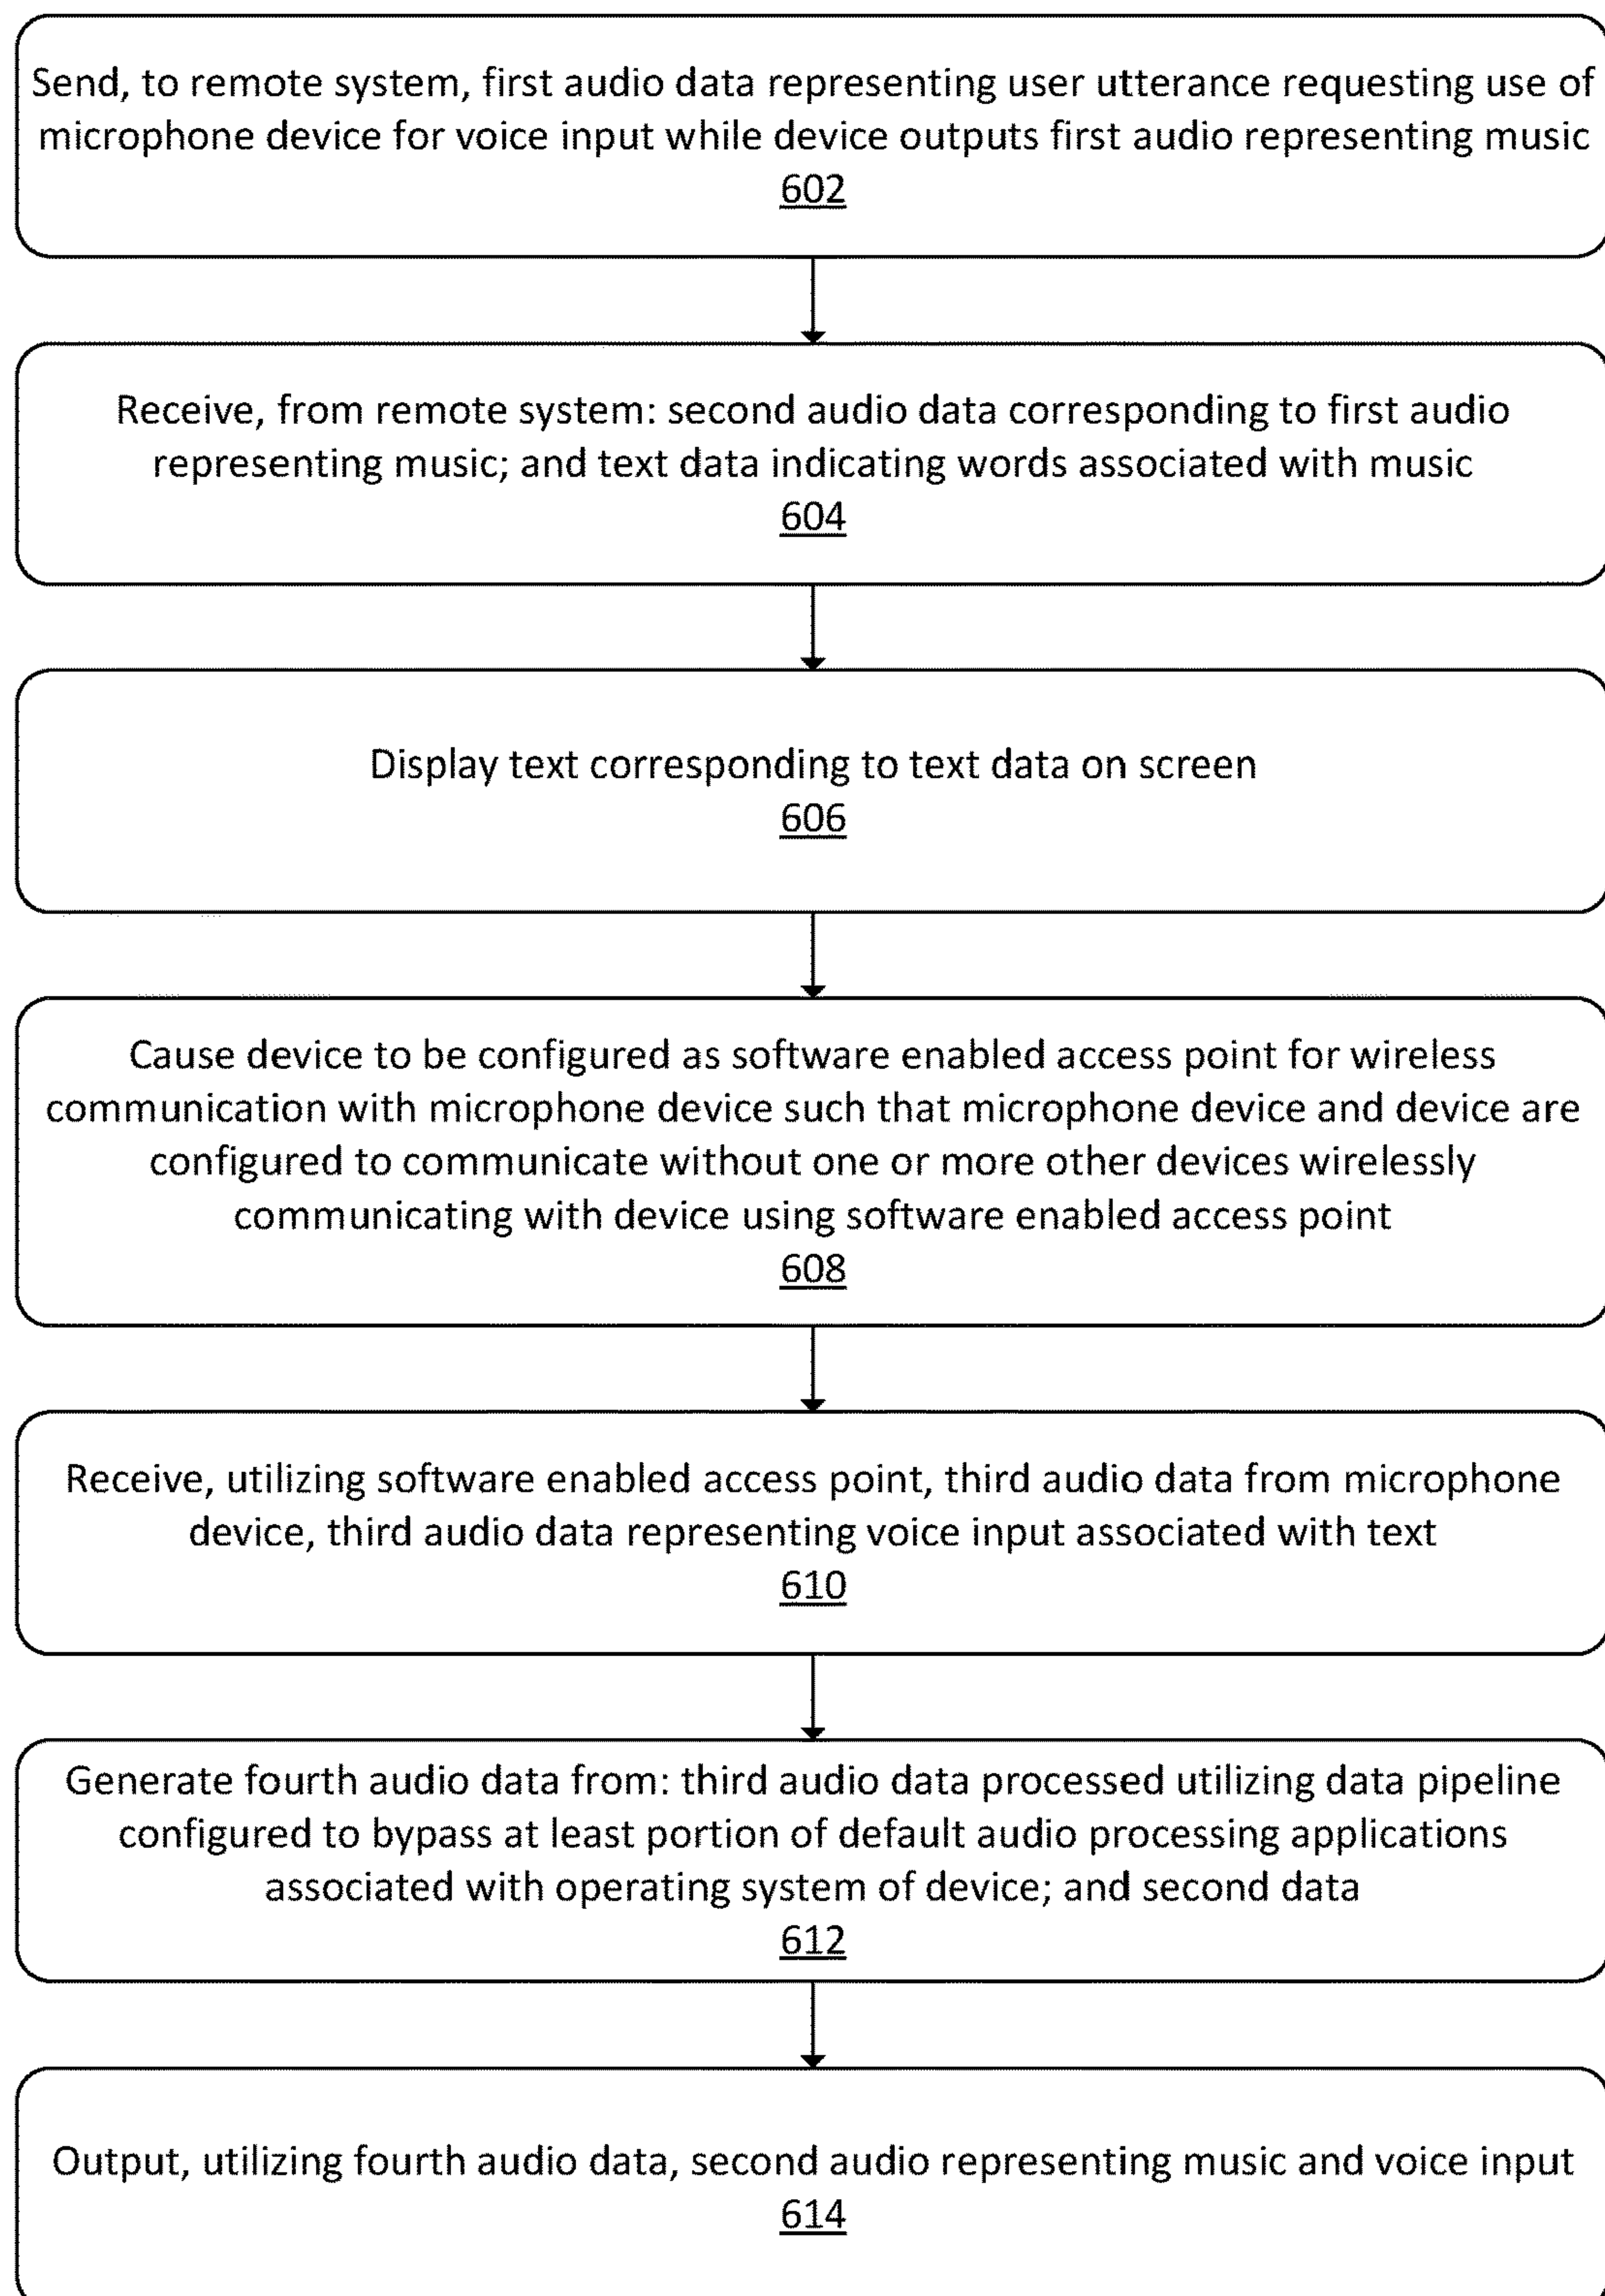 Send, to remote system, first audio data representing user utterance requesting use of
microphone device for voice input while device outputs first audio representing music
602
Receive, from remote system: second audio data corresponding to first audio
representing music; and text data indicating words associated with music
604
Display text corresponding to text data on screen
606
Cause device to be configured as software enabled access point for wireless
communication with microphone device such that microphone device and device are
configured to communicate without one or more other devices wirelessly
communicating with device using software enabled access point
608
Receive, utilizing software enabled access point, third audio data from microphone
device, third audio data representing voice input associated with text
610
Generate fourth audio data from: third audio data processed utilizing data pipeline
configured to bypass at least portion of default audio processing applications
associated with operating system of device; and second data
612
Output, utilizing fourth audio data, second audio representing music and voice input
614